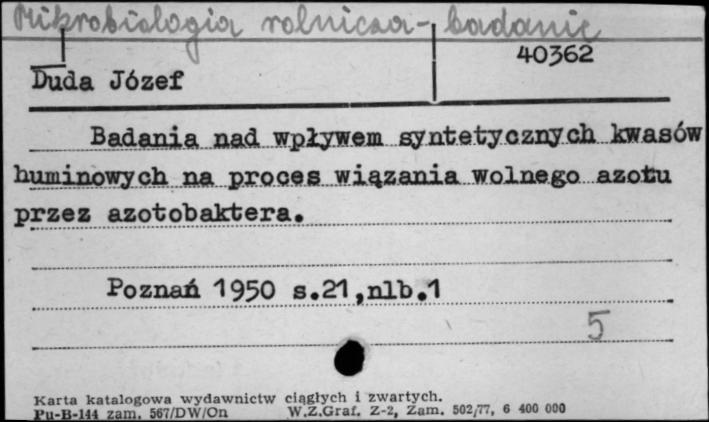 Mikrobiologia rolnicza - badanie
40362
Duda Józef
Badania nad wpływem syntetycznych kwasów
huminowych na proces wiązania wolnego azotu
przez azotobaktera.
Poznań 1950 s.21,nlb.1
5
Karta katalogowa wydawnictw ciągłych i zwartych.
Pu-B-144 zam. 567/DW/On W.Z.Graf. Z-2, Zam. 502/77, 6 400 000